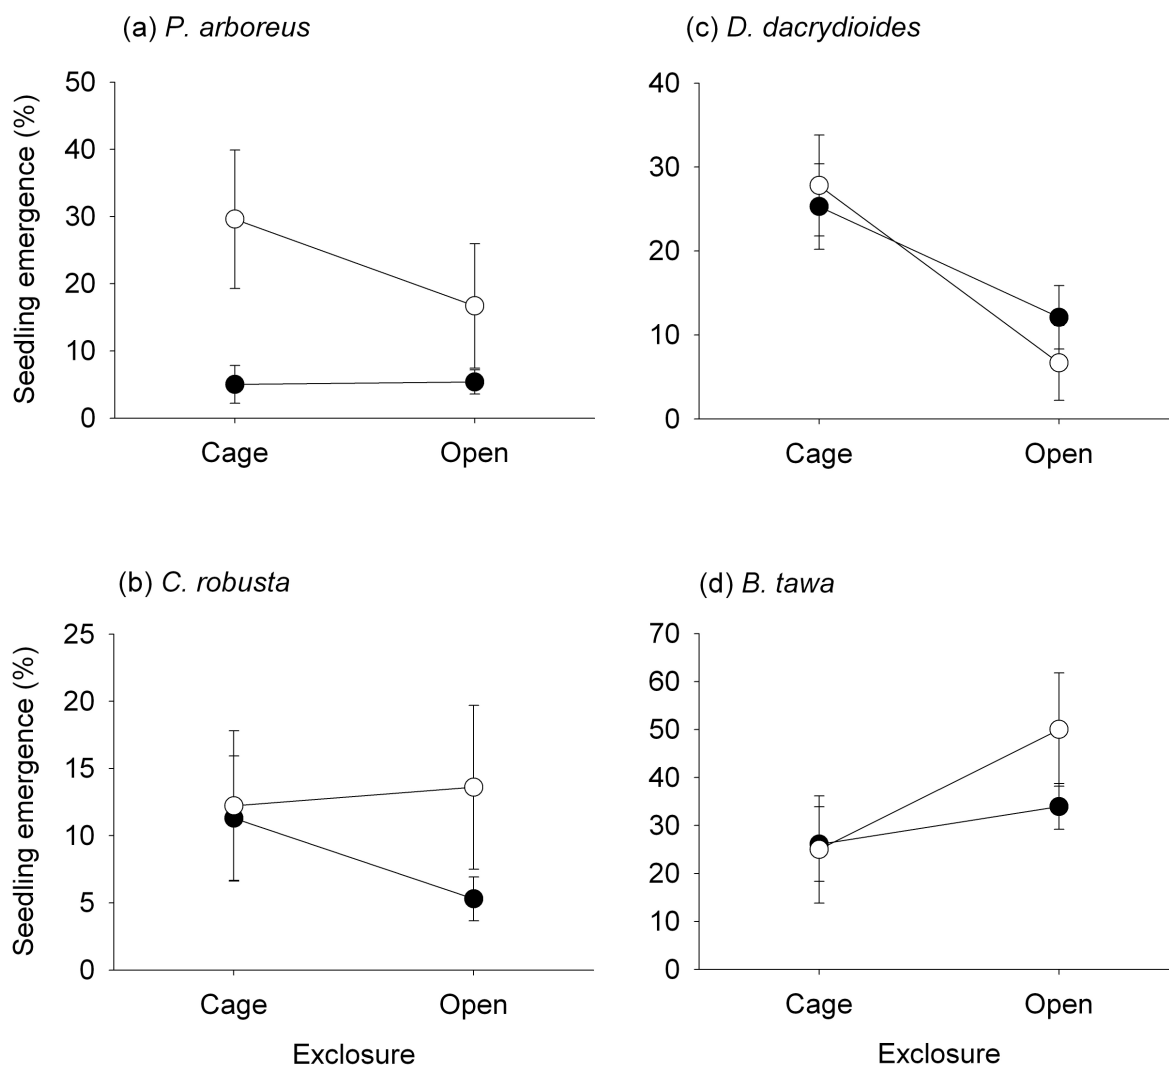 (a) P. arboreus
Seedling emergence (%)
50
40
30
20
10
0
Cage Open
(c) D. dacrydioides
40
30
20
10
0
Cage Open
(b) C. robusta
Seedling emergence (%)
25
20
15
10
5
0
Cage Open
Exclosure
(d) B. tawa
70
60
50
40
30
20
10
0
Cage Open
Exclosure